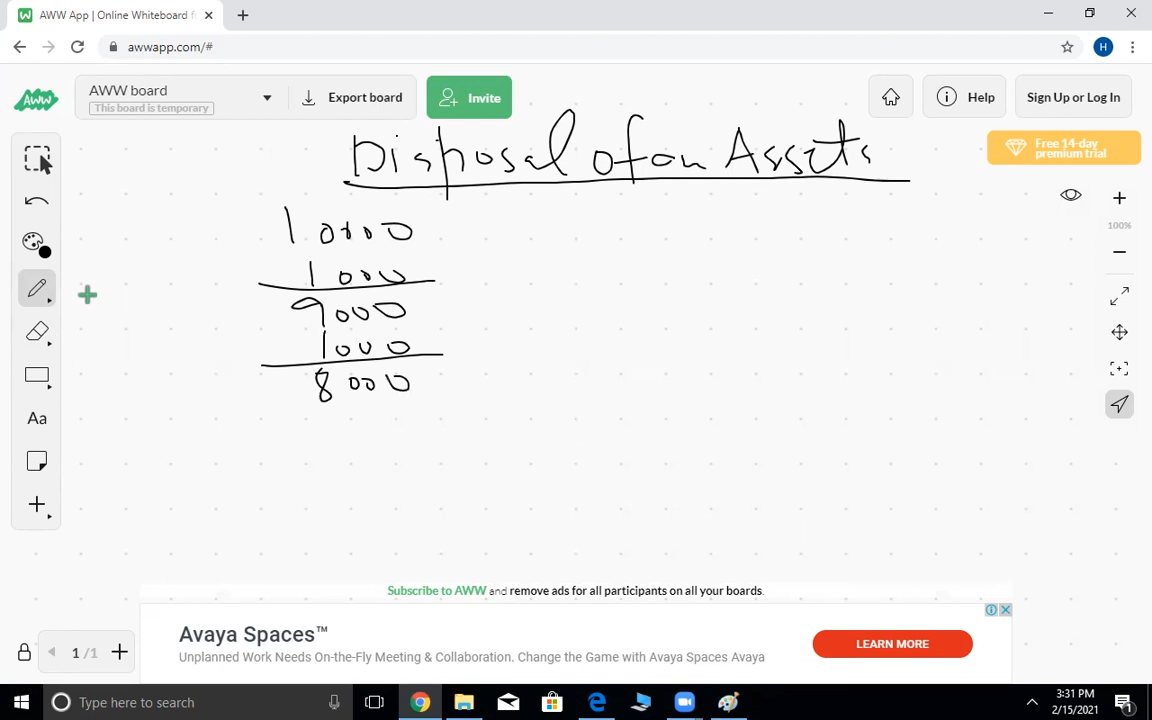 AWW App | Online Whiteboard f
awwapp.com/#
H
AWW
AWW board
This board is temporary
Export board
Invite
Help
Sign Up or Log In
Free 14-day
premium trial
Disposal of an Assets
10000
1000
9000
1000
8000
100%
Aa
Subscribe to AWW and remove ads for all participants on all your boards.
Avaya Spaces™
Unplanned Work Needs On-the-Fly Meeting & Collaboration. Change the Game with Avaya Spaces Avaya
LEARN MORE
1 /1
Type here to search
3:31 PM
2/15/2021
1